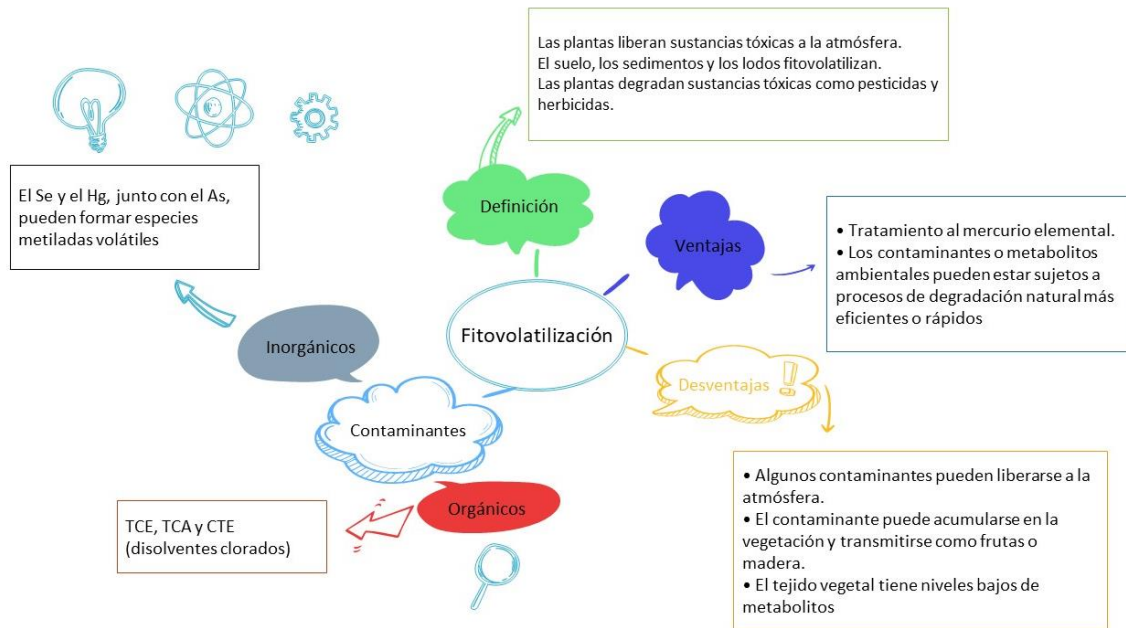 Las plantas liberan sustancias tóxicas a la atmósfera.
El suelo, los sedimentos y los lodos fitovolatilizan.
Las plantas degradan sustancias tóxicas como pesticidas y
herbicidas.
Definición
El Se y el Hg, junto con el As,
pueden formar especies
metiladas volátiles
Ventajas
• Tratamiento al mercurio elemental.
• Los contaminantes o metabolitos
ambientales pueden estar sujetos a
procesos de degradación natural más
eficientes o rápidos
Fitovolatilización
Inorgánicos
Desventajas
Contaminantes
• Algunos contaminantes pueden liberarse a la
atmósfera.
• El contaminante puede acumularse en la
vegetación y transmitirse como frutas o
madera.
• El tejido vegetal tiene niveles bajos de
metabolitos
Orgánicos
TCE, TCA y CTE
(disolventes clorados)